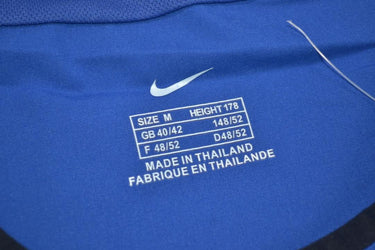 SIZE M HEIGHT 178
GB 40/42 148/52
F 48/52 D48/52
MADE IN THAILAND
FABRIQUE EN THAILANDE